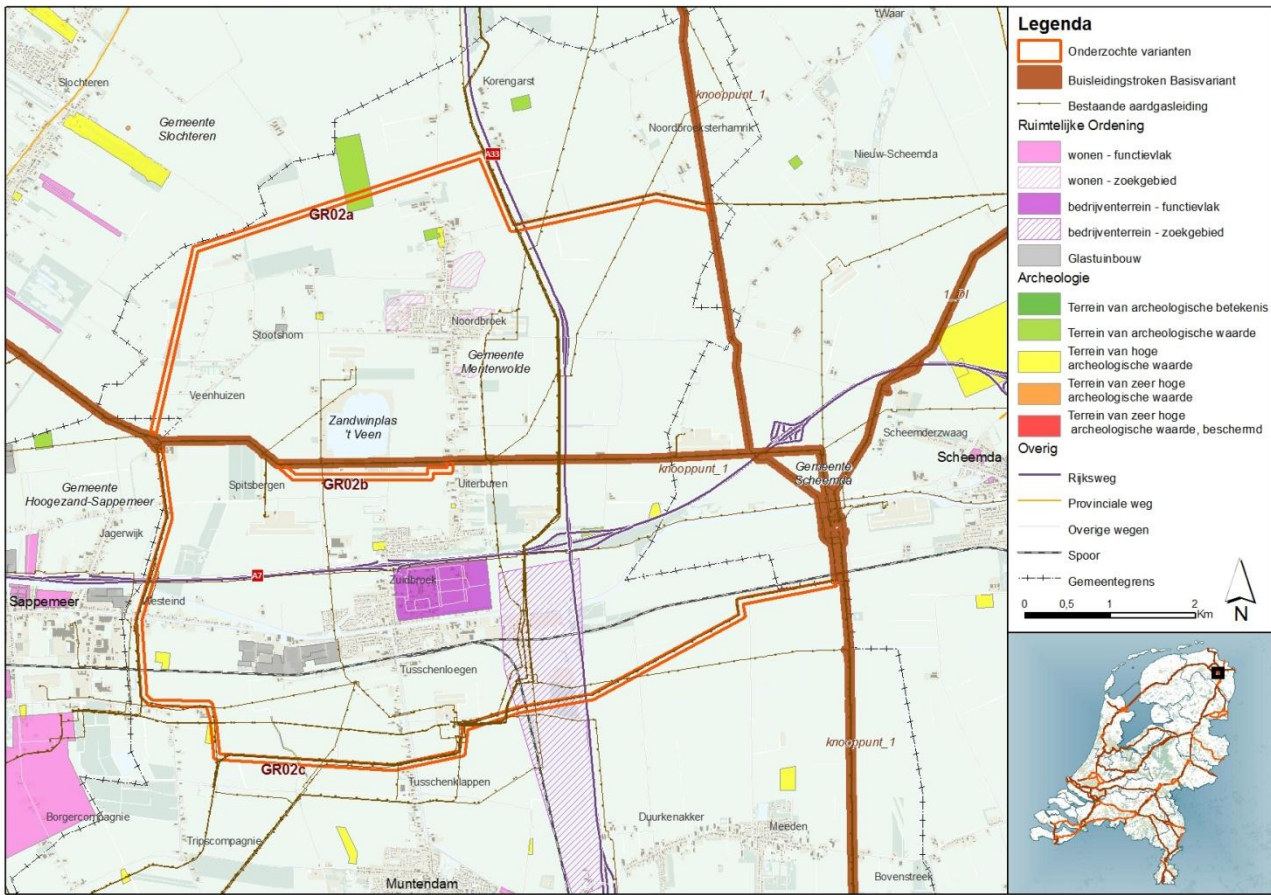 'tWaar
Korengarst
Slochteren
Gemeente
Slochteren
knooppunt_1
Noordbroeksterhamrik
Nieuw-Scheemda
A33
GR02a
Stootshorn
Noordbroek
Gemeente
Menterwolde
Veenhuizen
Zandwinplas
't Veen
Scheemderzwaag
Scheemda
Gemeente
Scheemda
knooppunt_1
Gemeente
Hoogezand-Sappemeer
Spitsbergen
GR02b
Uiterburen
Jagerwijk
A7
Zuidbroek
Sappemeer
Westeind
Tusschenloegen
knooppunt_1
GR02c
Tusschenklappen
Borgercompagnie
Tripscompagnie
Duurkenakker
Meeden
Muntendam
Bovenstreek
Legenda
Onderzochte varianten
Buisleidingstroken Basisvariant
Bestaande aardgasleiding
Ruimtelijke Ordening
wonen - functievlak
wonen - zoekgebied
bedrijventerrein - functievlak
bedrijventerrein - zoekgebied
Glastuinbouw
Archeologie
Terrein van archeologische betekenis
Terrein van archeologische waarde
Terrein van hoge
archeologische waarde
Terrein van zeer hoge
archeologische waarde
Terrein van zeer hoge
archeologische waarde, beschermd
Overig
Rijksweg
Provinciale weg
Overige wegen
Spoor
Gemeentegrens
0 0,5 1 2
Km
N